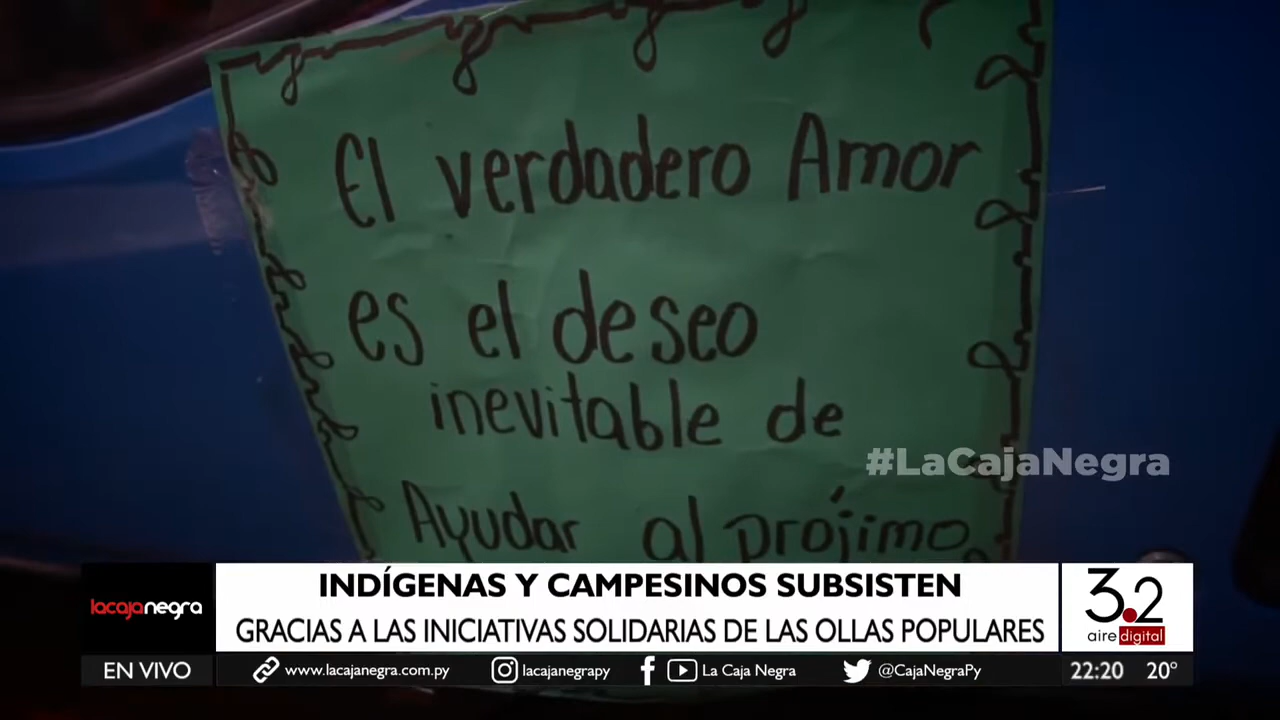 El verdadero Amor
es el deseo
inevitable de
Ayudar al prójimo
#LaCajaNegra
lacajanegra
INDÍGENAS Y CAMPESINOS SUBSISTEN
GRACIAS A LAS INICIATIVAS SOLIDARIAS DE LAS OLLAS POPULARES
3.2
aire digital
EN VIVO
www.lacajanegra.com.py
lacajanegrapy
La Caja Negra
@CajaNegraPy
22:20 20°